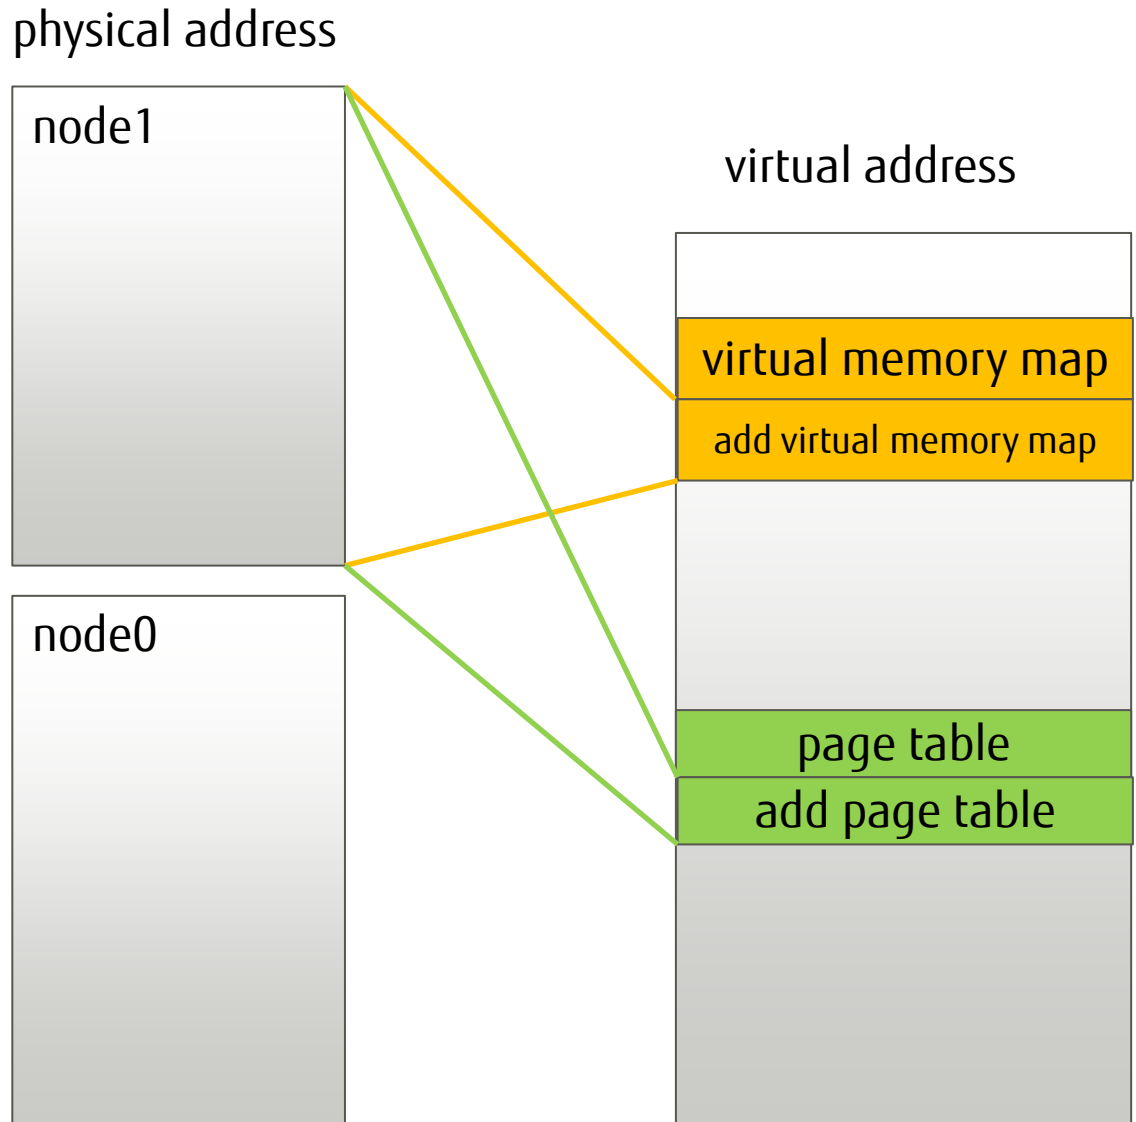 physical address
node1
virtual address
virtual memory map
add virtual memory map
node0
page table
add page table